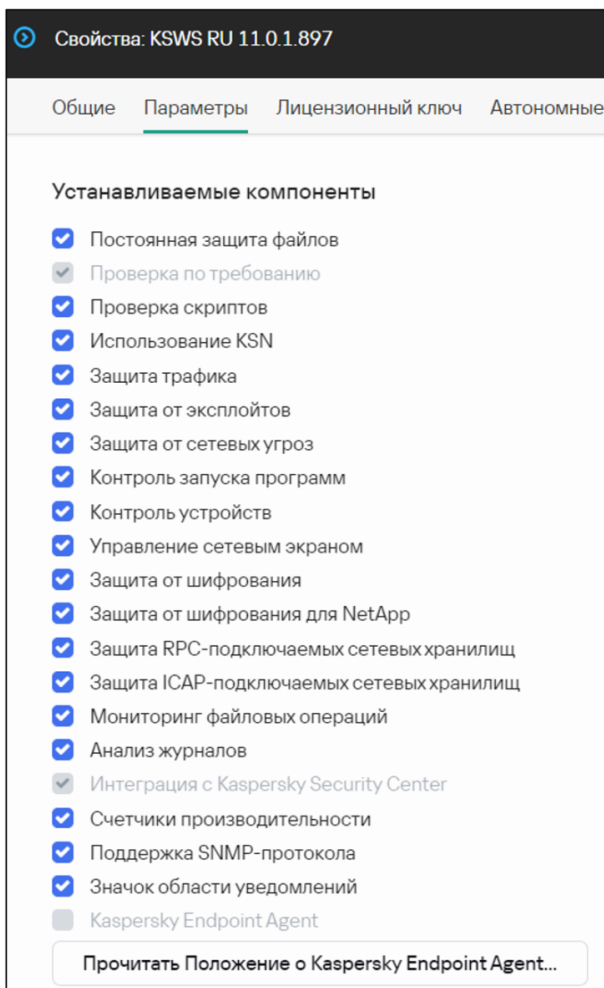 Свойства: KSWS RU 11.0.1.897
Общие Параметры Лицензионный ключ Автономные
Устанавливаемые компоненты
Постоянная защита файлов
Проверка по требованию
Проверка скриптов
Использование KSN
Защита трафика
Защита от эксплойтов
Защита от сетевых угроз
Контроль запуска программ
Контроль устройств
Управление сетевым экраном
Защита от шифрования
Защита от шифрования для NetApp
Защита RPC-подключаемых сетевых хранилищ
Защита ICAP-подключаемых сетевых хранилищ
Мониторинг файловых операций
Анализ журналов
Интеграция с Kaspersky Security Center
Счетчики производительности
Поддержка SNMP-протокола
Значок области уведомлений
Kaspersky Endpoint Agent
Прочитать Положение о Kaspersky Endpoint Agent...